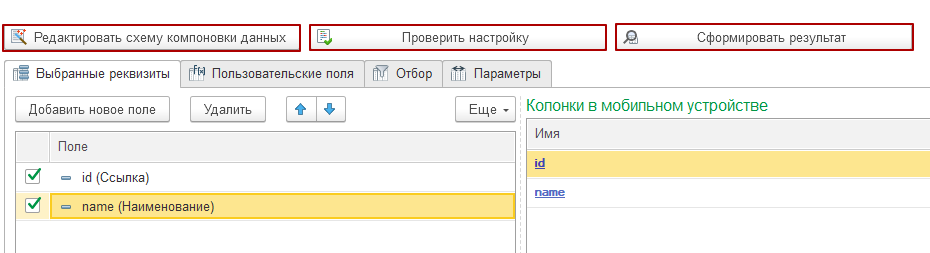 Редактировать схему компоновки данных Проверить настройку Сформировать результат
Выбранные реквизиты f(x) Пользовательские поля Отбор Параметры
Добавить новое поле Удалить Еще Колонки в мобильном устройстве
Поле Имя
id (Ссылка) id
name (Наименование) name